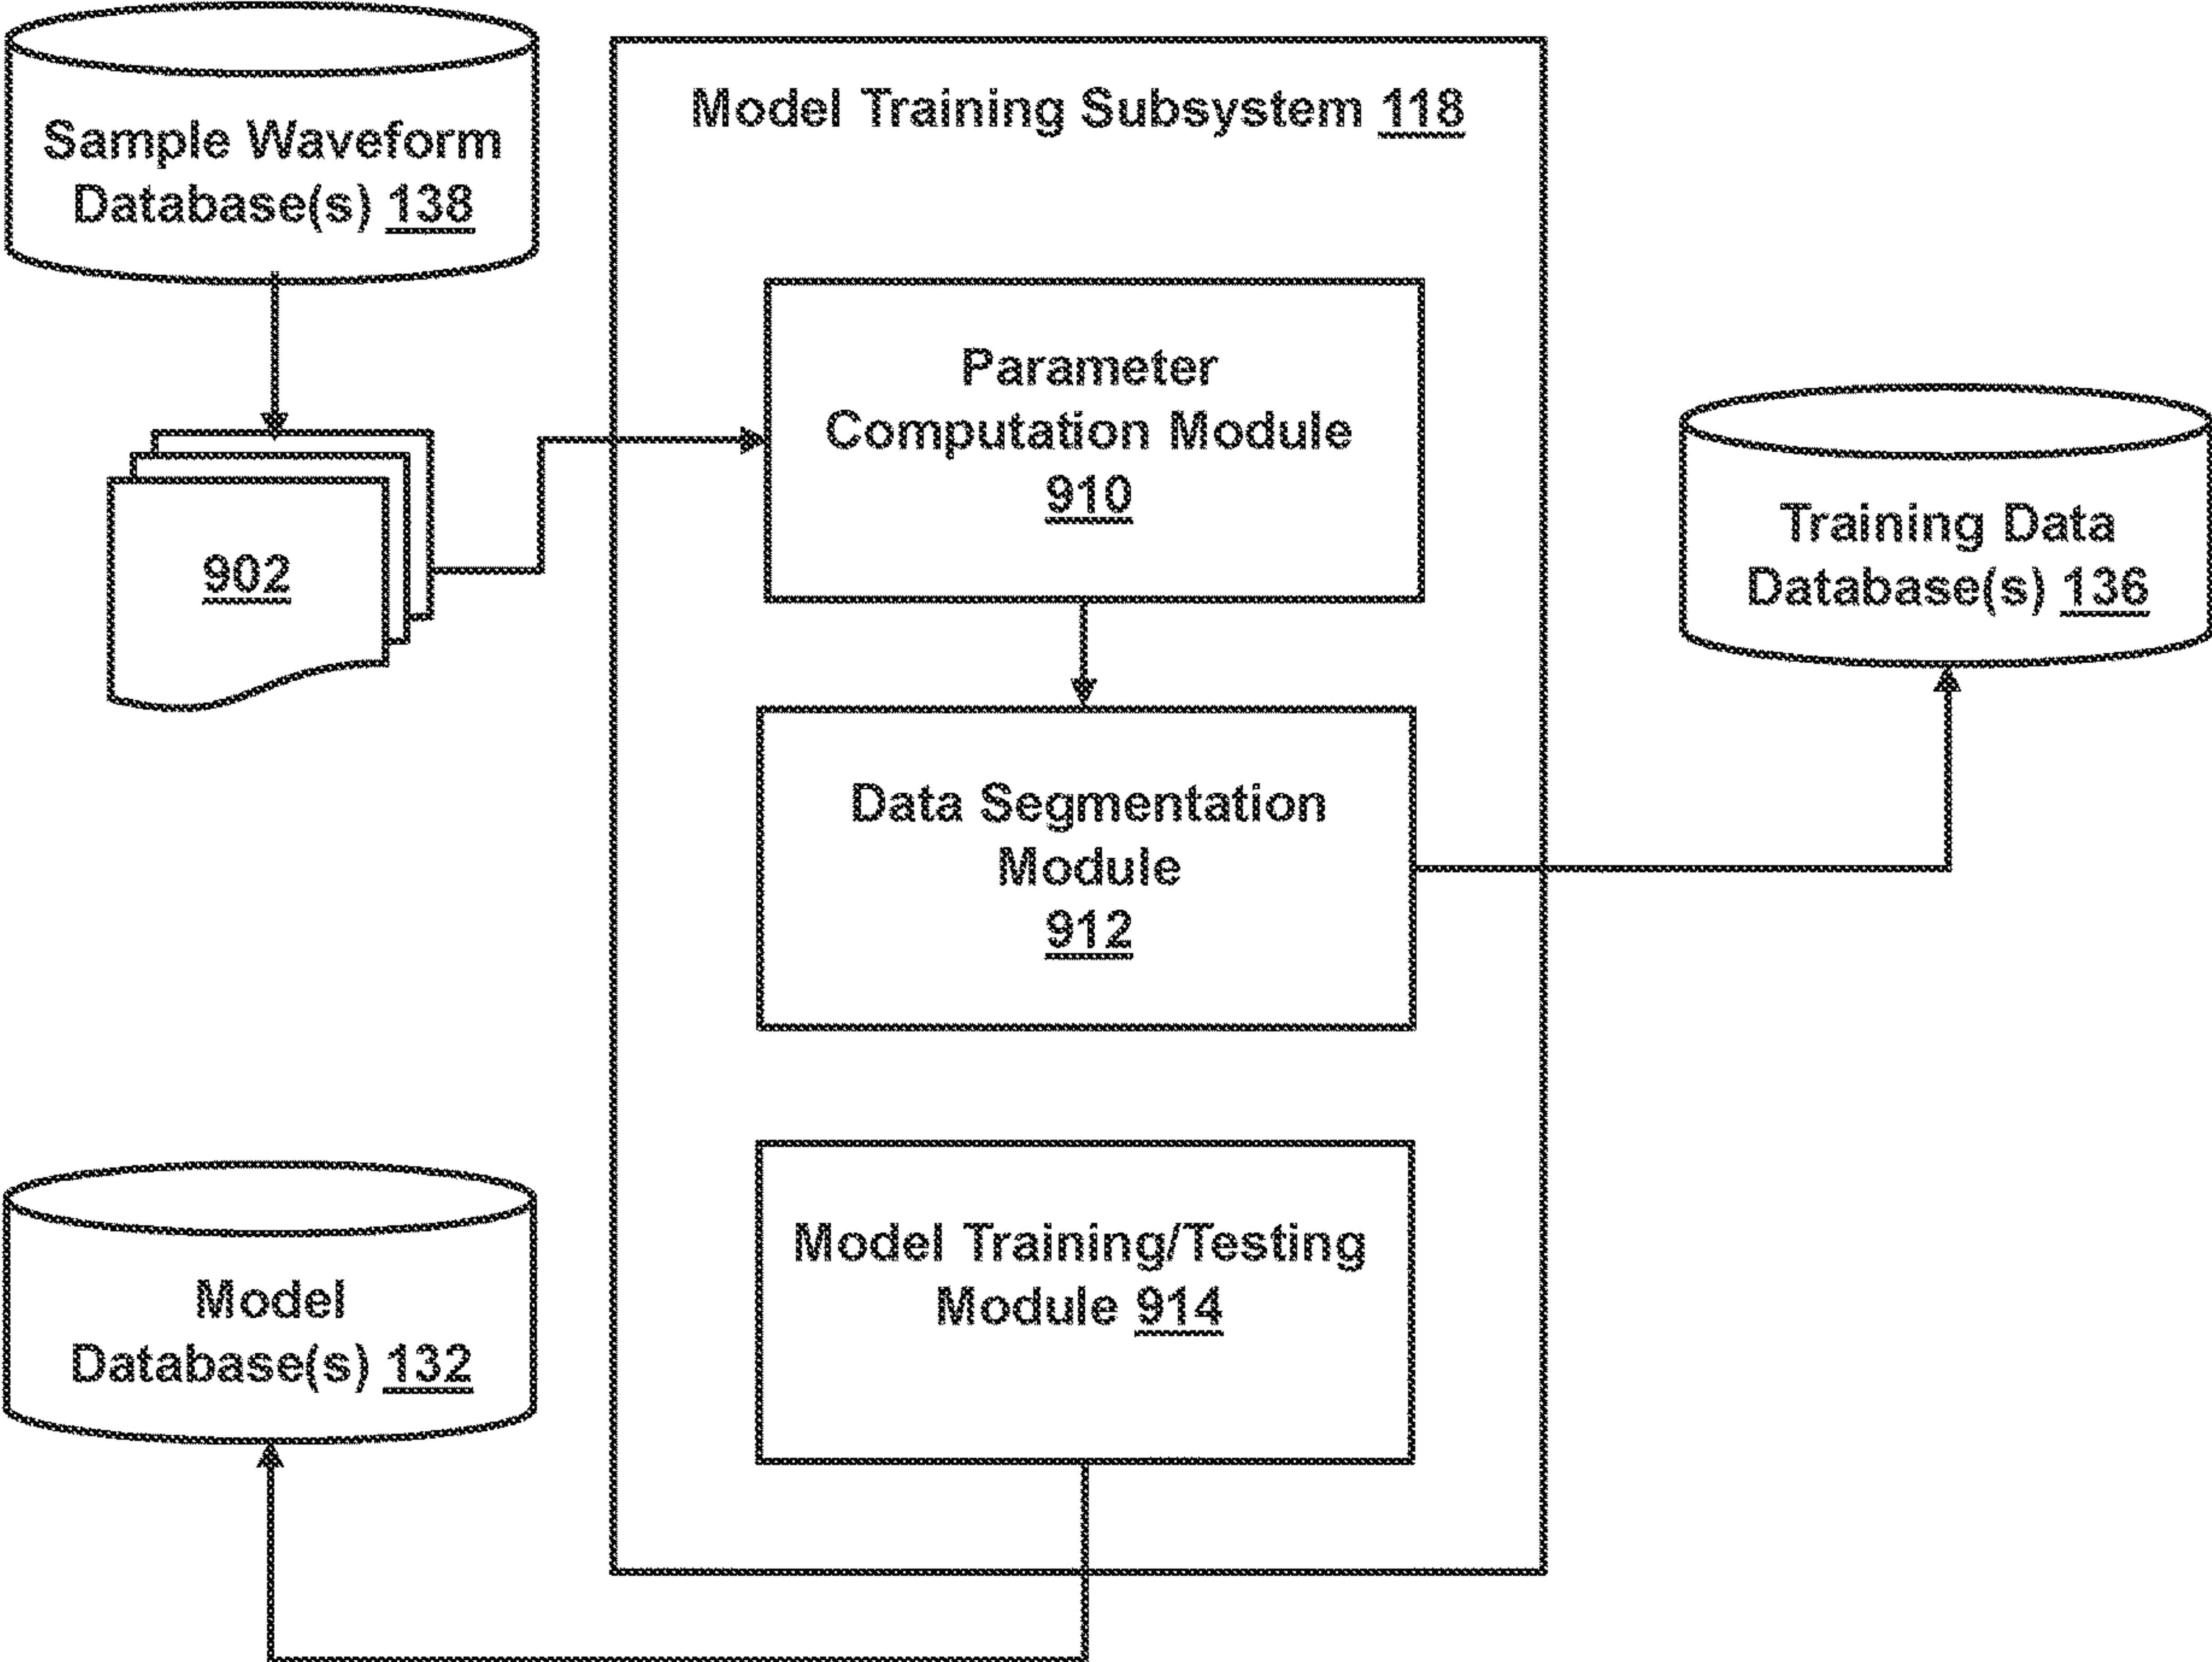 Sample Waveform
Database(s) 138
Model Training Subsystem 118
Parameter
Computation Module
910
902
Training Data
Database(s) 136
Data Segmentation
Module
912
Model Training/Testing
Module 914
Model
Database(s) 132